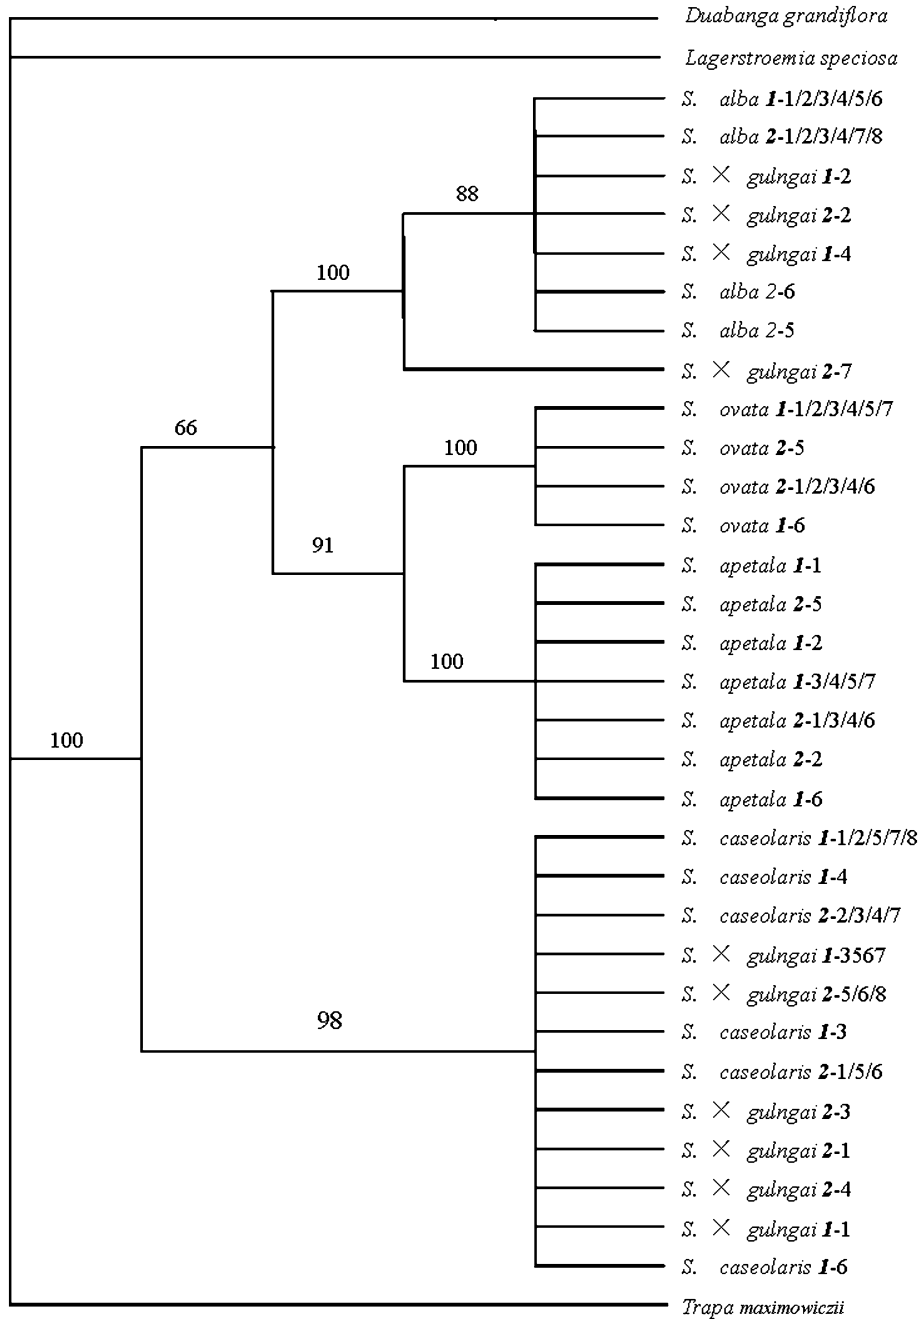 Duabanga grandiflora
Lagerstroemia speciosa
S. alba 1-1/2/3/4/5/6
S. alba 2-1/2/3/4/7/8
S. × gulngai 1-2
88
S. × gulngai 2-2
S. × gulngai 1-4
100
S. alba 2-6
S. alba 2-5
S. × gulngai 2-7
S. ovata 1-1/2/3/4/5/7
66
100
S. ovata 2-5
S. ovata 2-1/2/3/4/6
S. ovata 1-6
91
S. apetala 1-1
S. apetala 2-5
S. apetala 1-2
100
S. apetala 1-3/4/5/7
S. apetala 2-1/3/4/6
100
S. apetala 2-2
S. apetala 1-6
S. caseolaris 1-1/2/5/7/8
S. caseolaris 1-4
S. caseolaris 2-2/3/4/7
S. × gulngai 1-3567
S. × gulngai 2-5/6/8
98
S. caseolaris 1-3
S. caseolaris 2-1/5/6
S. × gulngai 2-3
S. × gulngai 2-1
S. × gulngai 2-4
S. × gulngai 1-1
S. caseolaris 1-6
Trapa maximowiczii